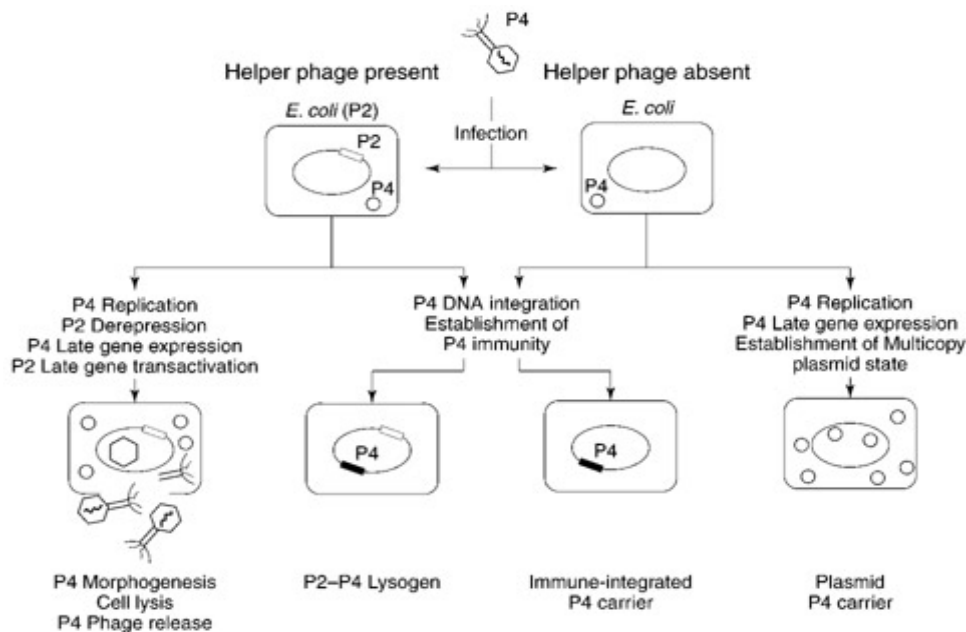 P4
Helper phage present
Helper phage absent
E. coli (P2)
E. coli
Infection
P2
P4
P4
P4 Replication
P2 Derepression
P4 Late gene expression
P2 Late gene transactivation
P4 DNA integration
Establishment of
P4 immunity
P4 Replication
P4 Late gene expression
Establishment of Multicopy
plasmid state
P4
P4
P4 Morphogenesis
Cell lysis
P4 Phage release
P2–P4 Lysogen
Immune-integrated
P4 carrier
Plasmid
P4 carrier